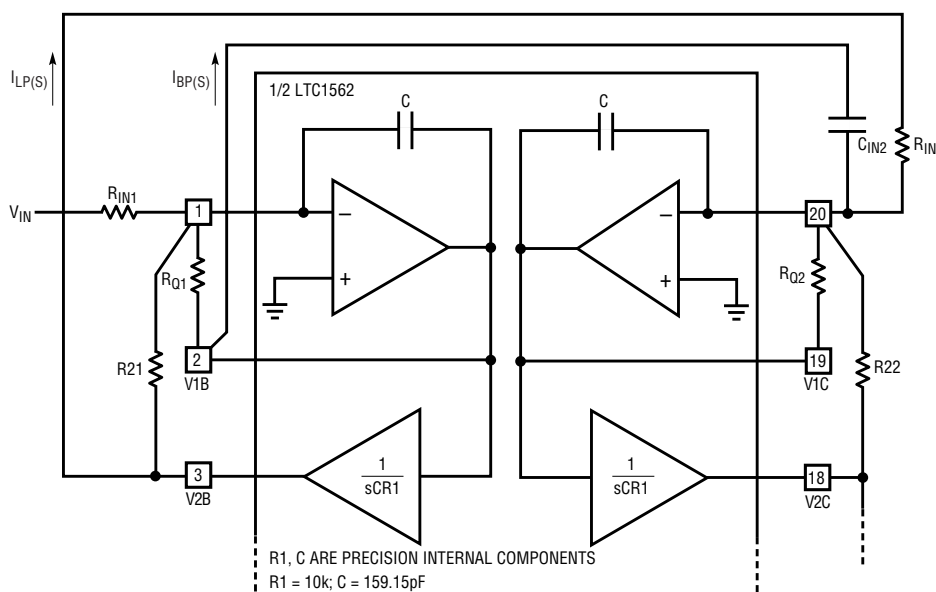 I_LP(S)
I_BP(S)
1/2 LTC1562
C
C
C_IN2
R_IN
V_IN
R_IN1
1
–
+
–
+
20
R_Q1
R_Q2
R21
2
V1B
19
V1C
R22
3
V2B
1
sCR1
1
sCR1
18
V2C
R1, C ARE PRECISION INTERNAL COMPONENTS
R1 = 10k; C = 159.15pF